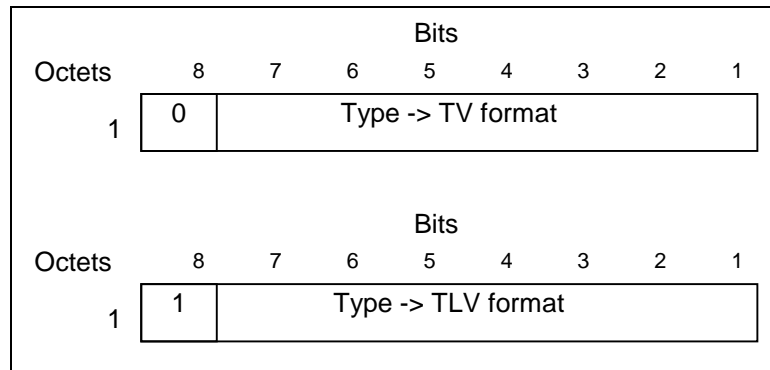 Bits
Octets 8 7 6 5 4 3 2 1
1 0 Type -> TV format
Bits
Octets 8 7 6 5 4 3 2 1
1 1 Type -> TLV format